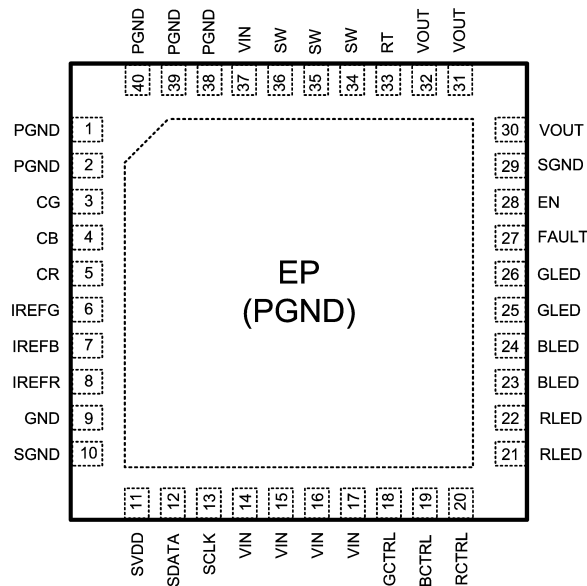 PGND PGND PGND VIN SW SW SW RT VOUT VOUT
40 39 38 37 36 35 34 33 32 31
PGND 1
PGND 2
CG 3
CB 4
CR 5
IREFG 6
IREFB 7
IREFR 8
GND 9
SGND 10
EP
(PGND)
30 VOUT
29 SGND
28 EN
27 FAULT
26 GLED
25 GLED
24 BLED
23 BLED
22 RLED
21 RLED
11 12 13 14 15 16 17 18 19 20
SVDD SDATA SCLK VIN VIN VIN VIN GCTRL BCTRL RCTRL